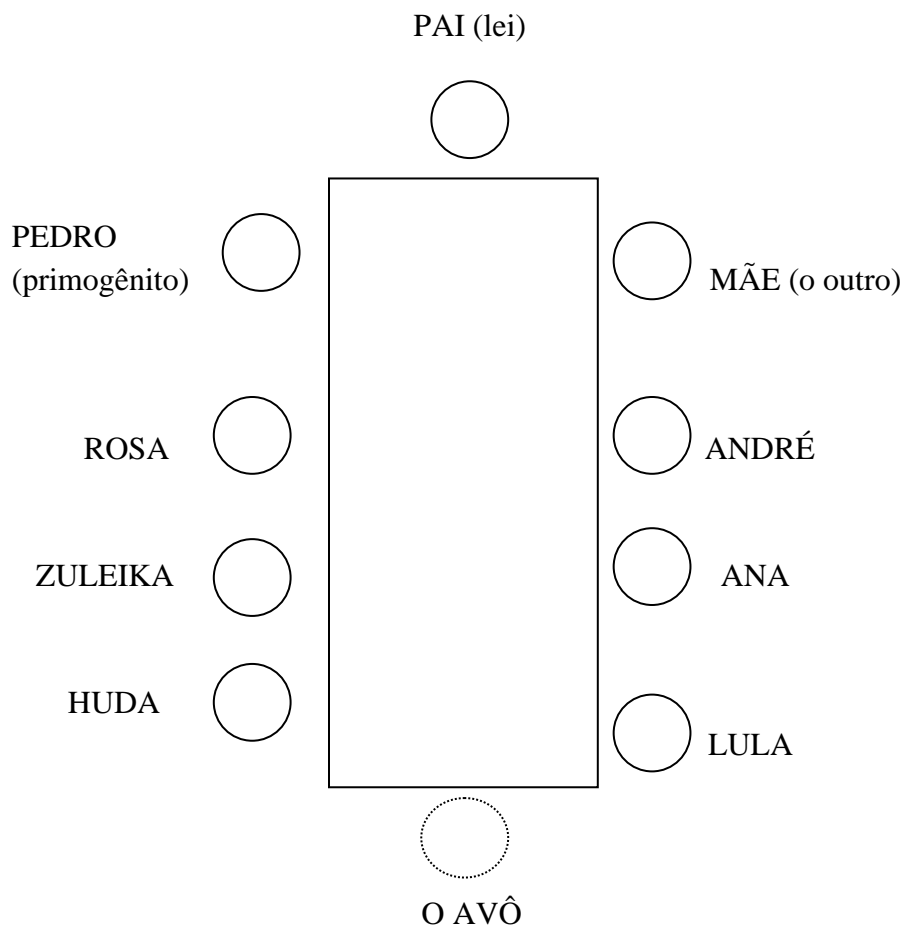 PAI (lei)
PEDRO
(primogênito)
MÃE (o outro)
ROSA
ANDRÉ
ZULEIKA
ANA
HUDA
LULA
O AVÔ